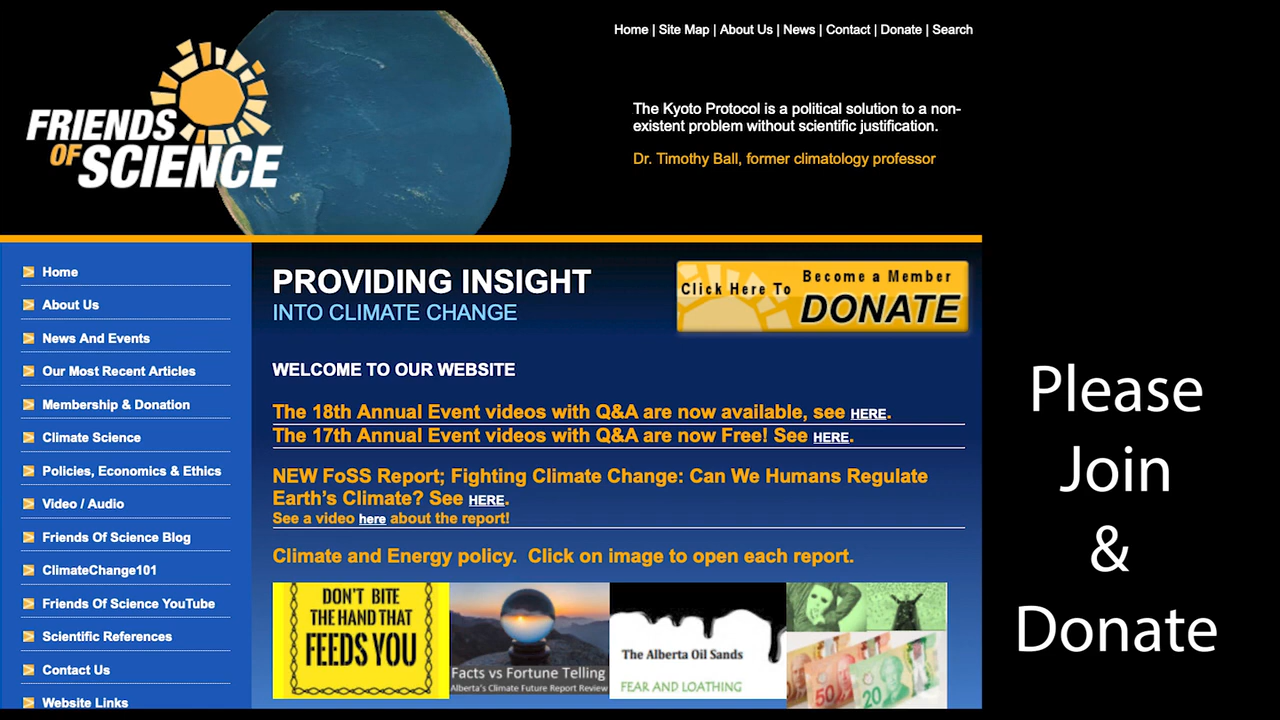 Home | Site Map | About Us | News | Contact | Donate | Search
FRIENDS
OF SCIENCE
The Kyoto Protocol is a political solution to a non-
existent problem without scientific justification.
Dr. Timothy Ball, former climatology professor
Home
About Us
News And Events
Our Most Recent Articles
Membership & Donation
Climate Science
Policies, Economics & Ethics
Video / Audio
Friends Of Science Blog
ClimateChange101
Friends Of Science YouTube
Scientific References
Contact Us
Website Links
PROVIDING INSIGHT
INTO CLIMATE CHANGE
Click Here To
Become a Member
DONATE
WELCOME TO OUR WEBSITE
The 18th Annual Event videos with Q&A are now available, see HERE.
The 17th Annual Event videos with Q&A are now Free! See HERE.
NEW FoSS Report; Fighting Climate Change: Can We Humans Regulate
Earth’s Climate? See HERE.
See a video here about the report!
Climate and Energy policy.  Click on image to open each report.
DON'T BITE
THE HAND THAT
FEEDS YOU
Facts vs Fortune Telling
Alberta's Climate Future Report Review
The Alberta Oil Sands
FEAR AND LOATHING
50
20
Please
Join
&
Donate